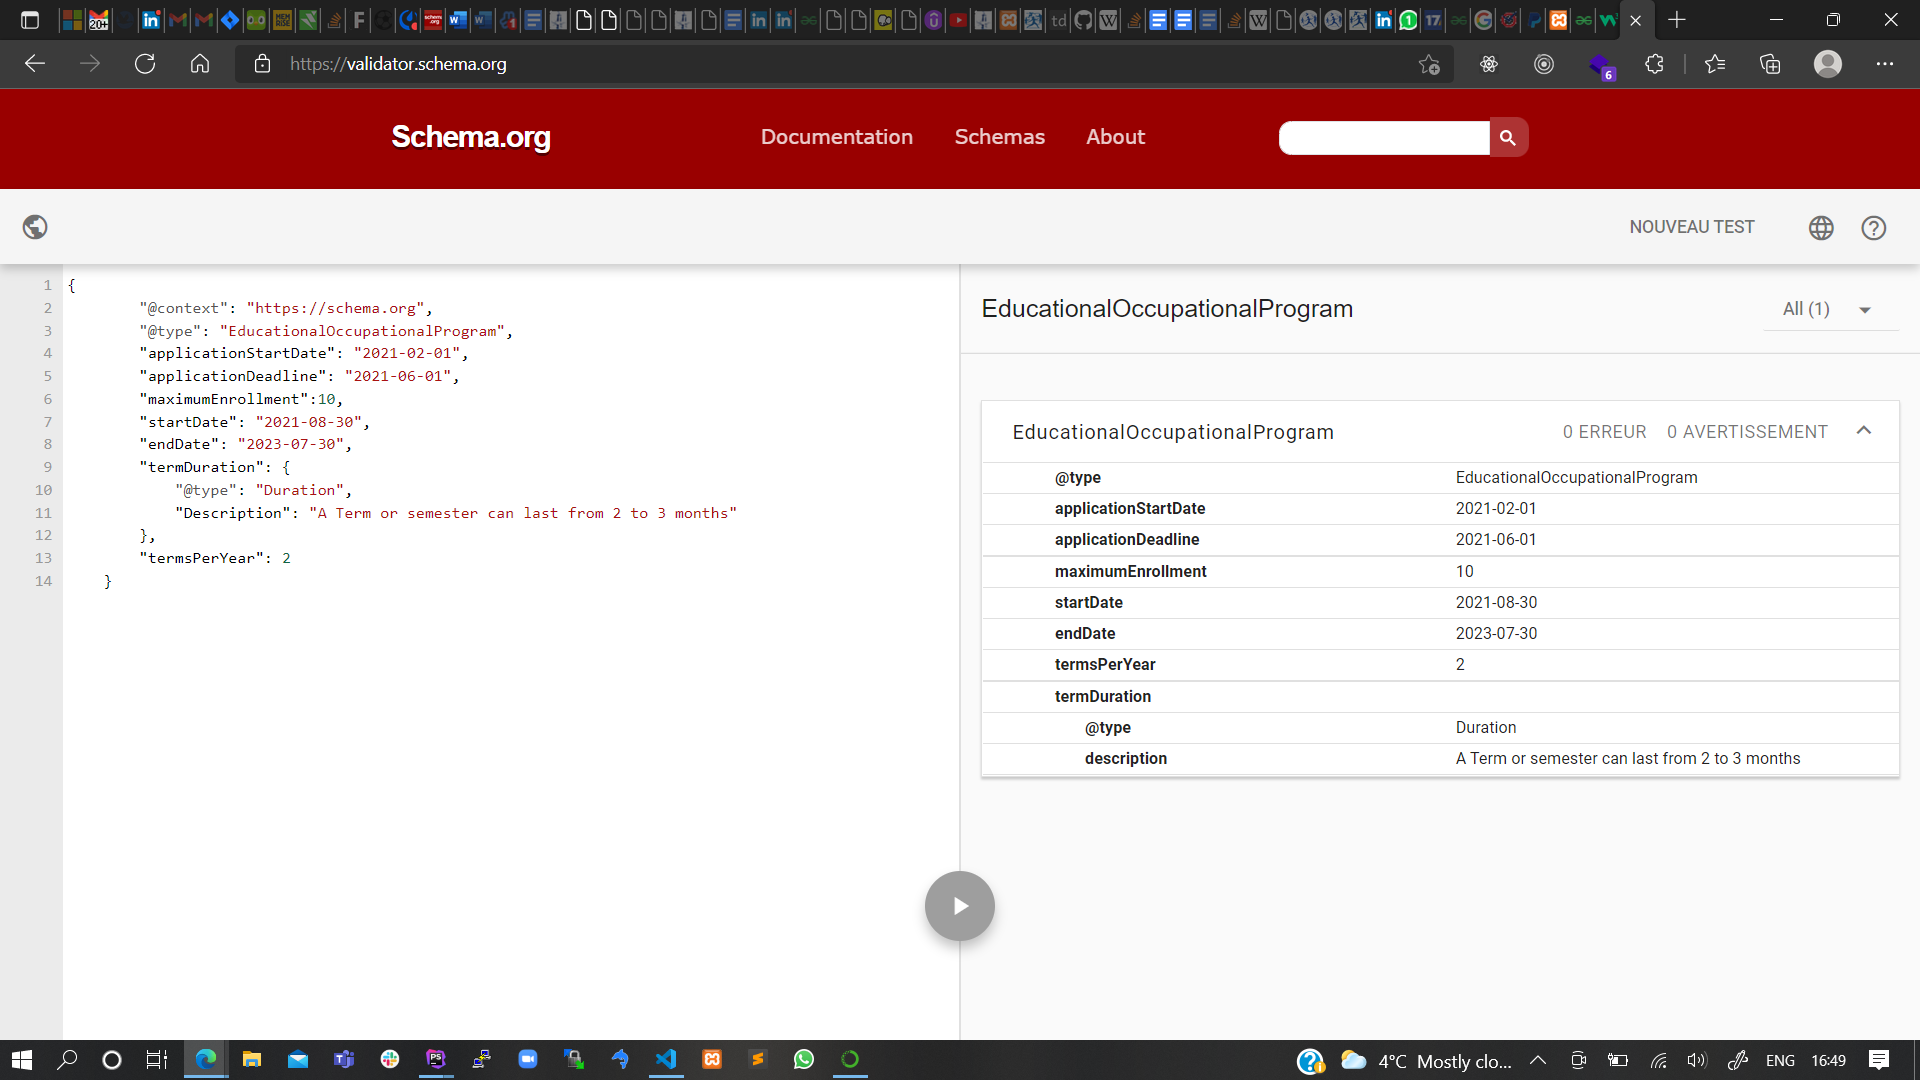 https://validator.schema.org
6
Schema.org
Documentation
Schemas
About
NOUVEAU TEST
1 {
2 "@context": "https://schema.org",
3 "@type": "EducationalOccupationalProgram",
4 "applicationStartDate": "2021-02-01",
5 "applicationDeadline": "2021-06-01",
6 "maximumEnrollment":10,
7 "startDate": "2021-08-30",
8 "endDate": "2023-07-30",
9 "termDuration": {
10 "@type": "Duration",
11 "Description": "A Term or semester can last from 2 to 3 months"
12 },
13 "termsPerYear": 2
14 }
EducationalOccupationalProgram
All (1)
EducationalOccupationalProgram 0 ERREUR 0 AVERTISSEMENT
@type EducationalOccupationalProgram
applicationStartDate 2021-02-01
applicationDeadline 2021-06-01
maximumEnrollment 10
startDate 2021-08-30
endDate 2023-07-30
termsPerYear 2
termDuration
@type Duration
description A Term or semester can last from 2 to 3 months
4°C Mostly clo...
ENG
16:49